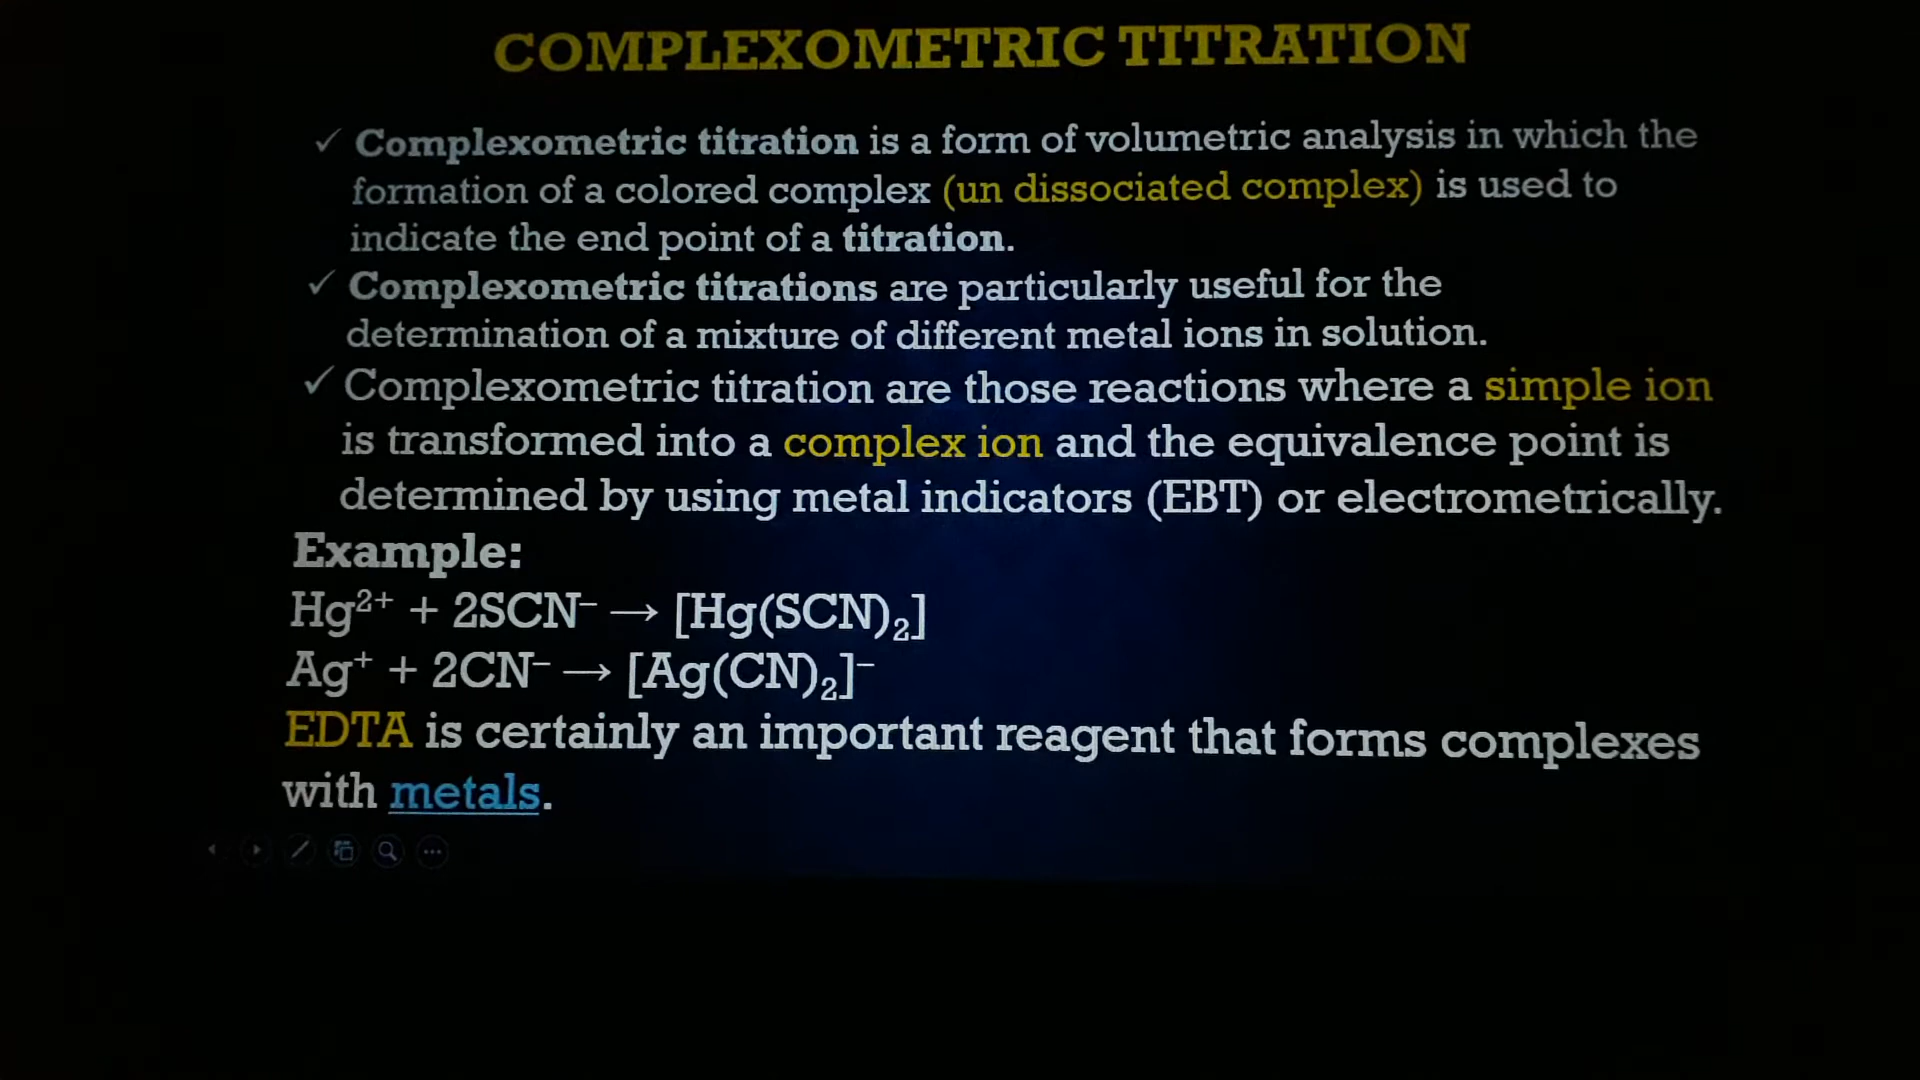 COMPLEXOMETRIC TITRATION
✓ Complexometric titration is a form of volumetric analysis in which the
formation of a colored complex (un dissociated complex) is used to
indicate the end point of a titration.
✓ Complexometric titrations are particularly useful for the
determination of a mixture of different metal ions in solution.
✓ Complexometric titration are those reactions where a simple ion
is transformed into a complex ion and the equivalence point is
determined by using metal indicators (EBT) or electrometrically.
Example:
Hg²⁺ + 2SCN⁻ → [Hg(SCN)₂]
Ag⁺ + 2CN⁻ → [Ag(CN)₂]⁻
EDTA is certainly an important reagent that forms complexes
with metals.